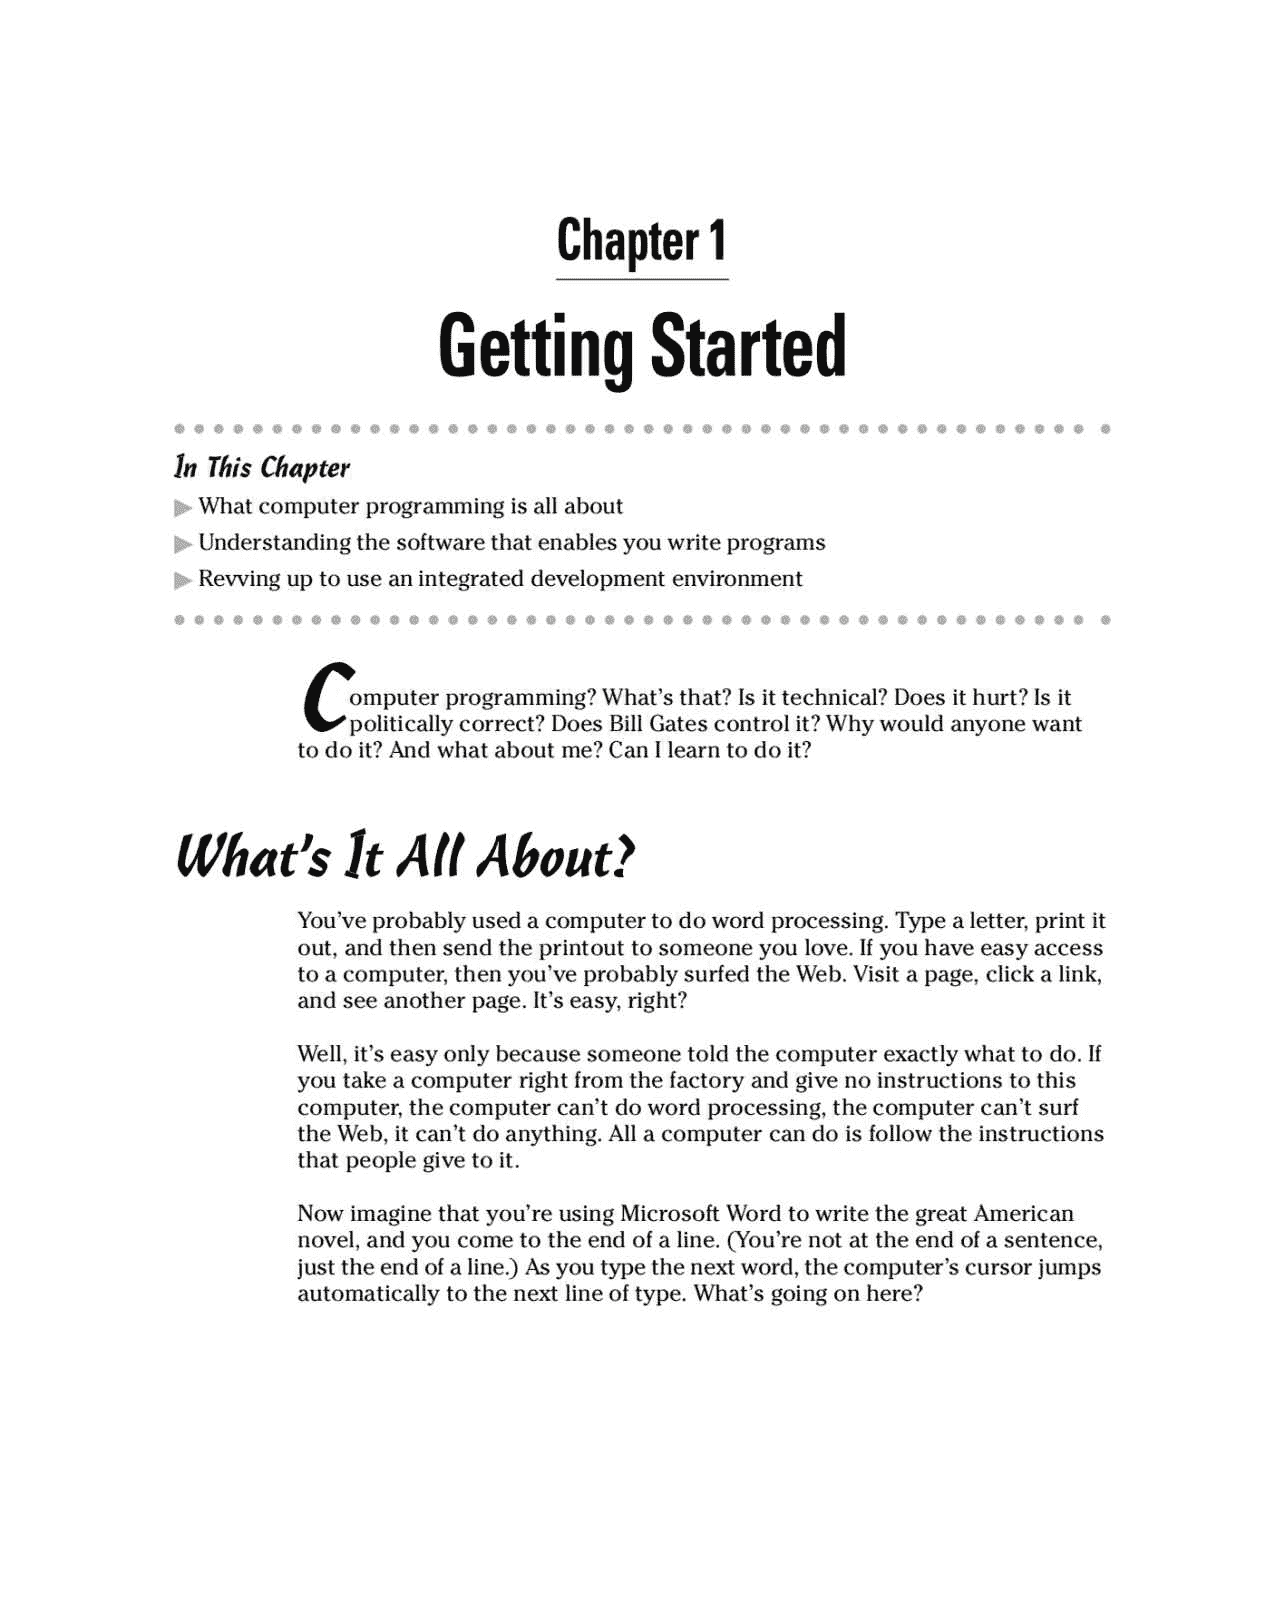 Chapter 1
Getting Started
In This Chapter
What computer programming is all about
Understanding the software that enables you write programs
Revving up to use an integrated development environment
Computer programming? What’s that? Is it technical? Does it hurt? Is it
politically correct? Does Bill Gates control it? Why would anyone want
to do it? And what about me? Can I learn to do it?
What’s It All About?
You’ve probably used a computer to do word processing. Type a letter, print it
out, and then send the printout to someone you love. If you have easy access
to a computer, then you’ve probably surfed the Web. Visit a page, click a link,
and see another page. It’s easy, right?
Well, it’s easy only because someone told the computer exactly what to do. If
you take a computer right from the factory and give no instructions to this
computer, the computer can’t do word processing, the computer can’t surf
the Web, it can’t do anything. All a computer can do is follow the instructions
that people give to it.
Now imagine that you’re using Microsoft Word to write the great American
novel, and you come to the end of a line. (You’re not at the end of a sentence,
just the end of a line.) As you type the next word, the computer’s cursor jumps
automatically to the next line of type. What’s going on here?